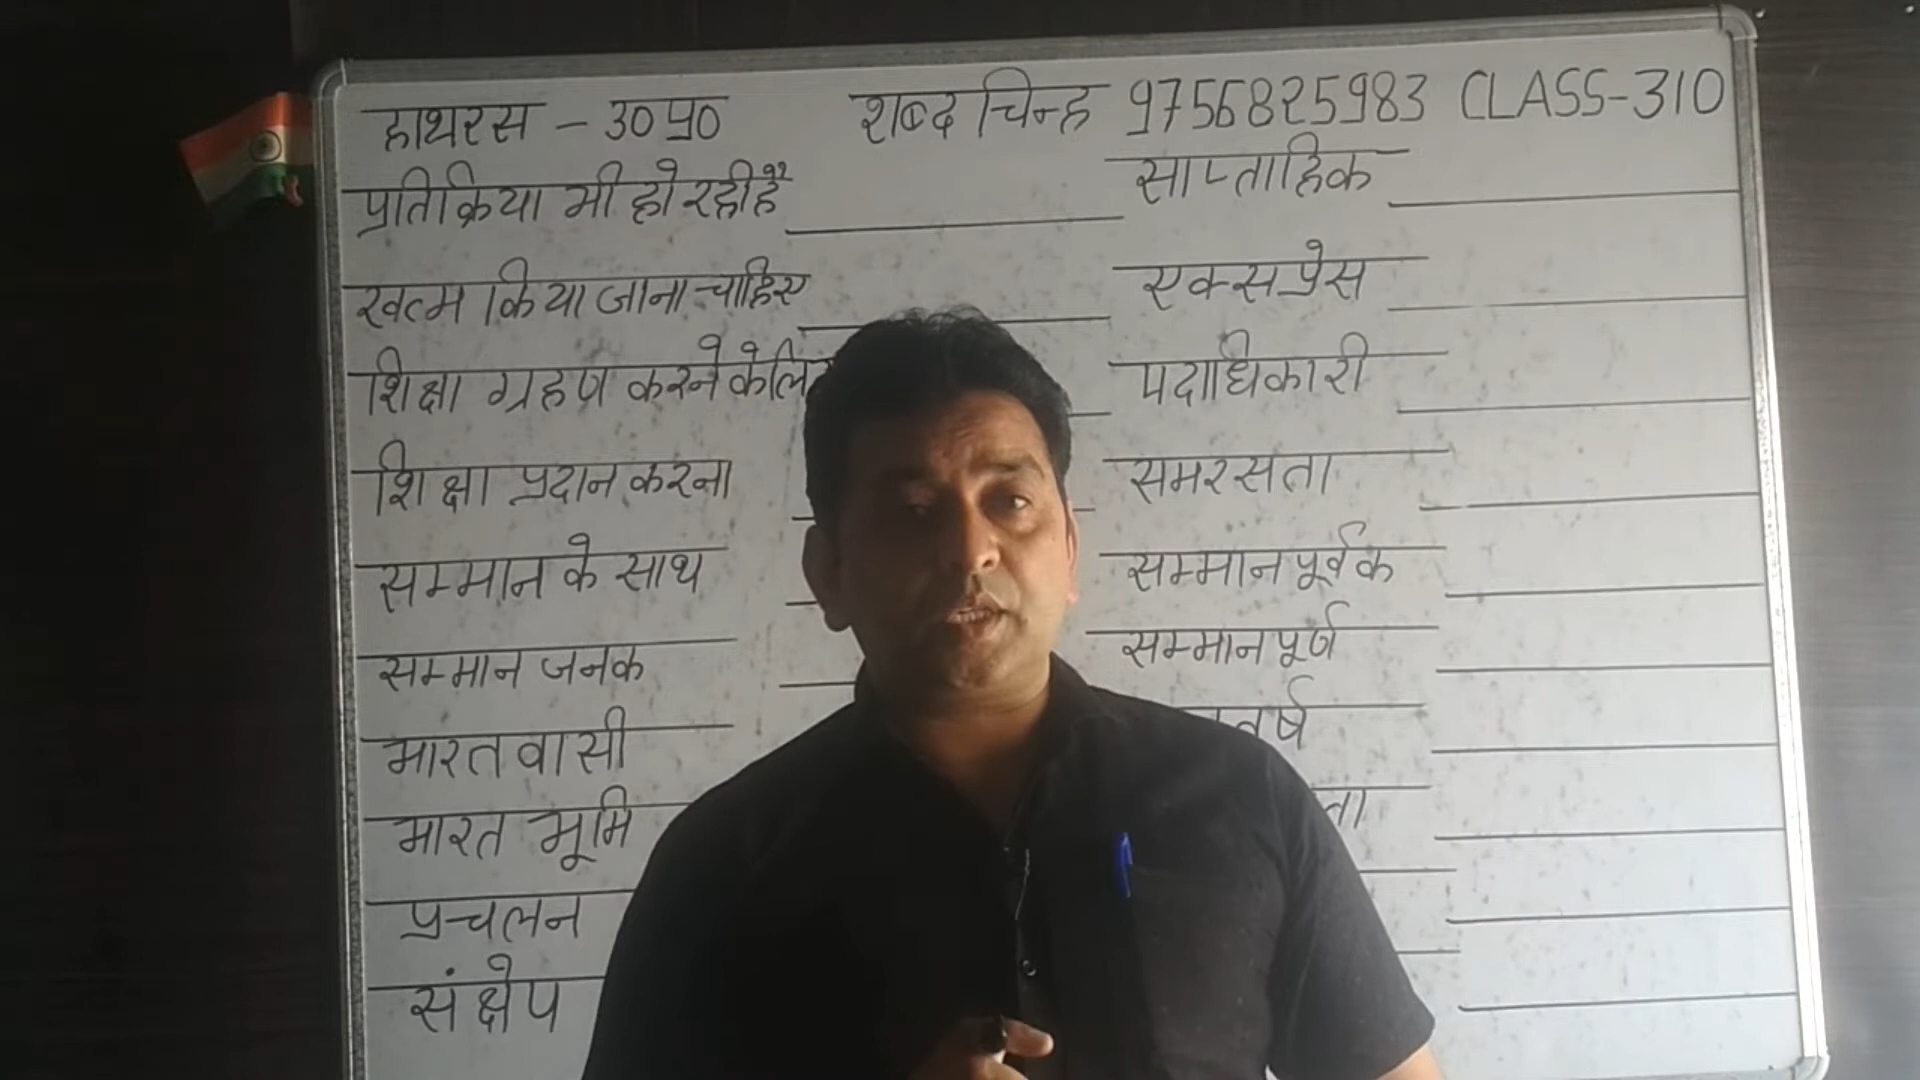 हाथरस - उ०प्र० शब्द चिन्ह 9756825983 CLASS-310
प्रतिक्रिया भी हो रही है साप्ताहिक
खत्म किया जाना चाहिए एक्सप्रेस
शिक्षा ग्रहण करने के पदाधिकारी
शिक्षा प्रदान करना समरसता
सम्मान के साथ सम्मानपूर्वक
सम्मान जनक सम्मानपूर्ण
भारतवासी
भारत भूमि
प्रचलन
संक्षेप